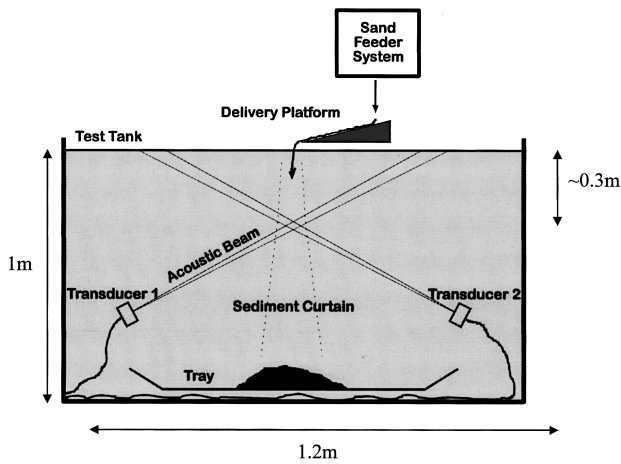 Sand
Feeder
System
Delivery Platform
Test Tank
~0.3m
1m
Acoustic Beam
Transducer 1
Transducer 2
Sediment Curtain
Tray
1.2m